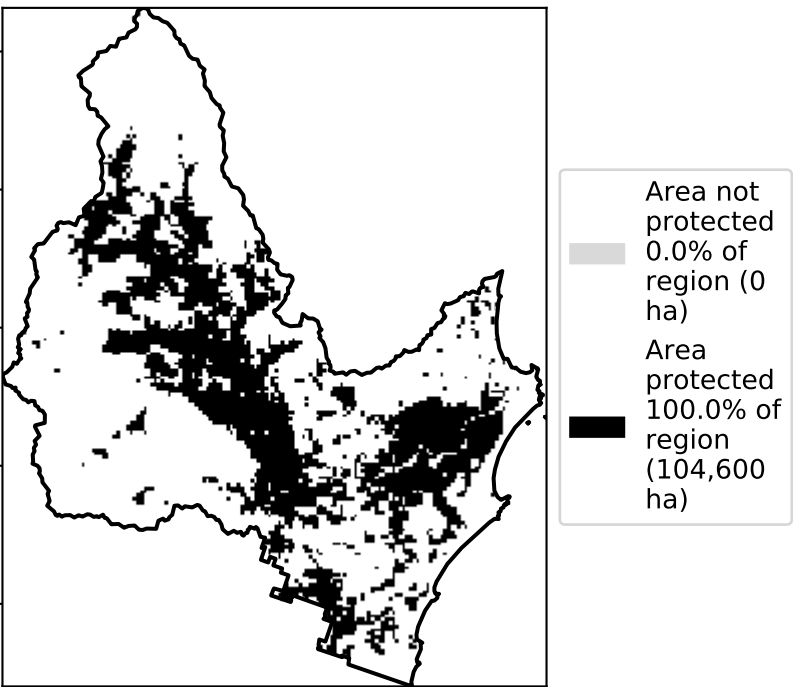 Area not
protected
0.0% of
region (0
ha)
Area
protected
100.0% of
region
(104,600
ha)